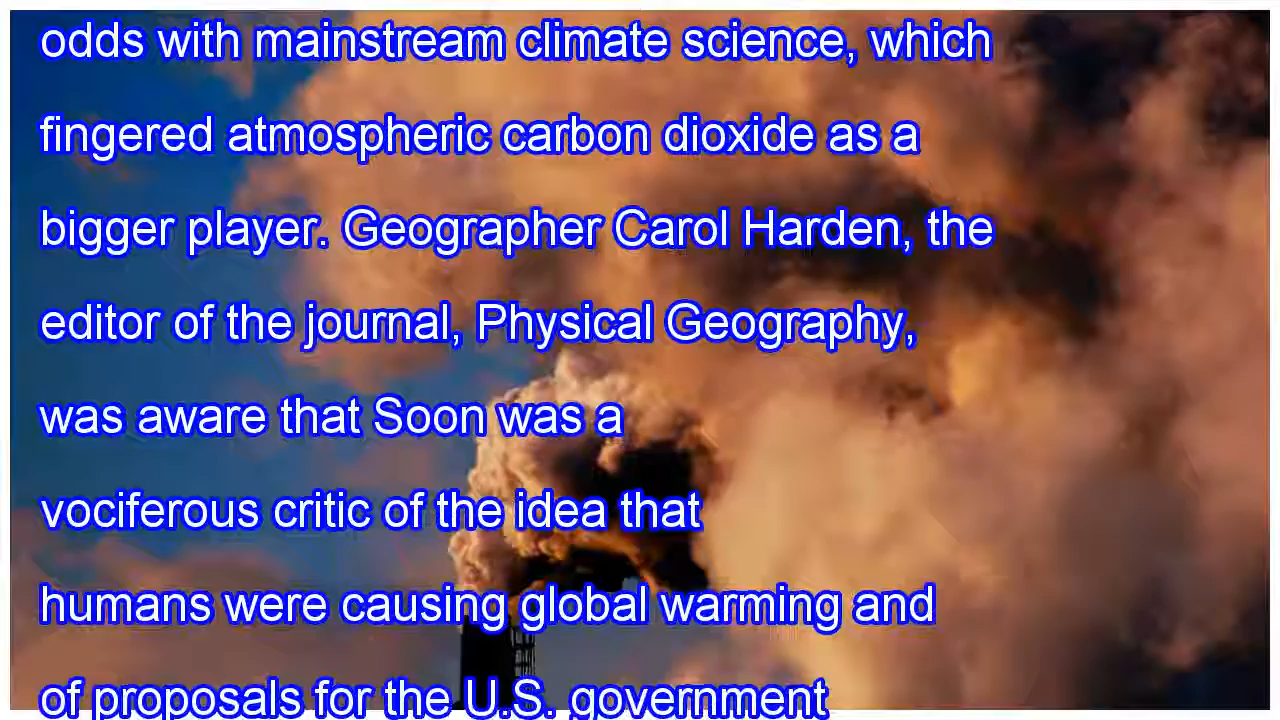 odds with mainstream climate science, which
fingered atmospheric carbon dioxide as a
bigger player. Geographer Carol Harden, the
editor of the journal, Physical Geography,
was aware that Soon was a
vociferous critic of the idea that
humans were causing global warming and
of proposals for the U.S. government